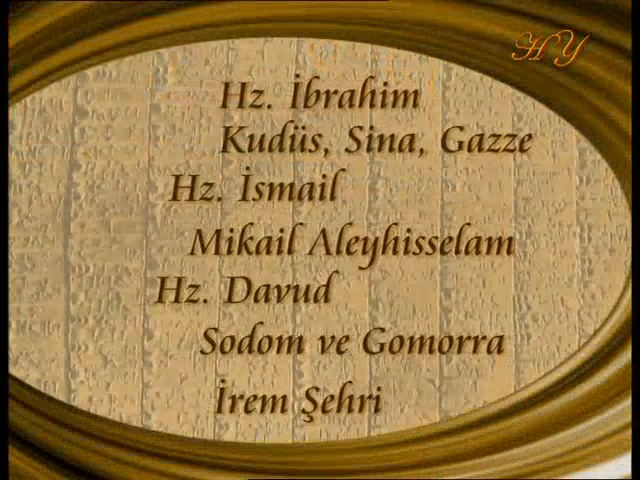 HY
Hz. İbrahim
Kudüs, Sina, Gazze
Hz. İsmail
Mikail Aleyhisselam
Hz. Davud
Sodom ve Gomorra
İrem Şehri